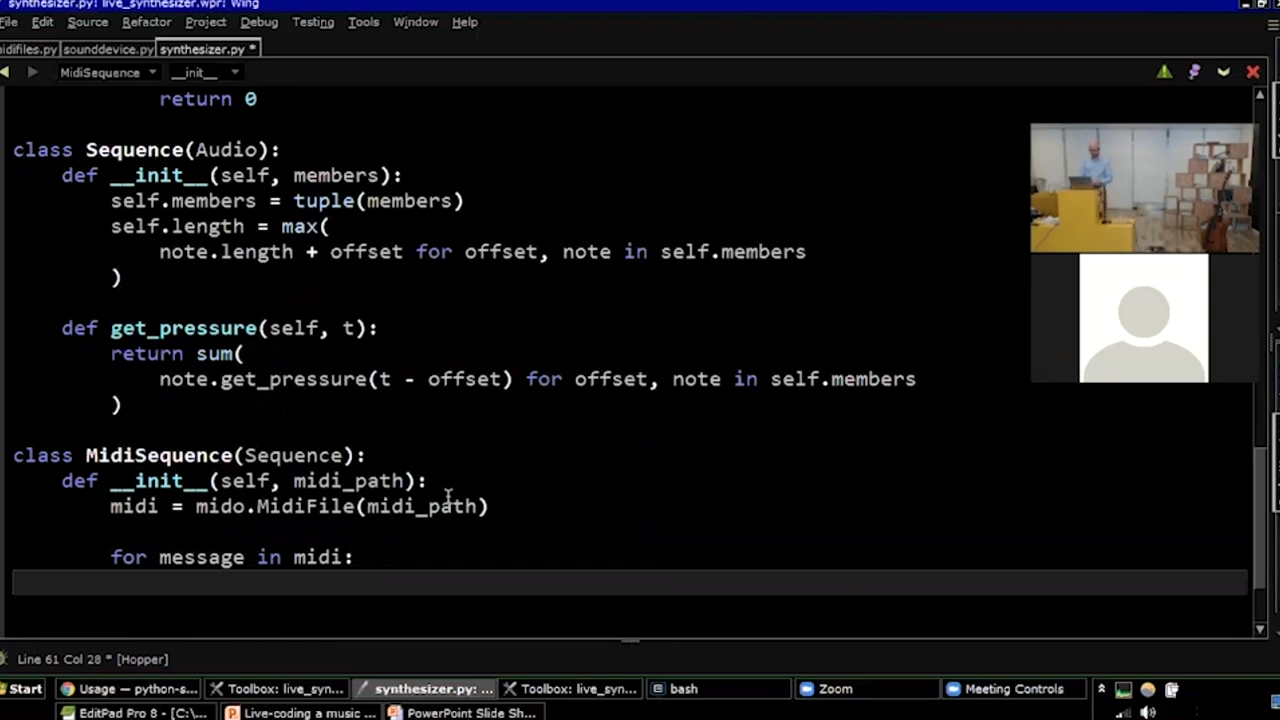 synthesizer.py: live_synthesizer.wpr: Wing
File Edit Source Refactor Project Debug Testing Tools Window Help
midifiles.py sounddevice.py synthesizer.py *
MidiSequence __init__
return 0
class Sequence(Audio):
def __init__(self, members):
self.members = tuple(members)
self.length = max(
note.length + offset for offset, note in self.members
)
def get_pressure(self, t):
return sum(
note.get_pressure(t - offset) for offset, note in self.members
)
class MidiSequence(Sequence):
def __init__(self, midi_path):
midi = mido.MidiFile(midi_path)
for message in midi:
Line 61 Col 28 * [Hopper]
Start Usage — python-s... Toolbox: live_syn... synthesizer.py: ... Toolbox: live_syn... bash Zoom Meeting Controls
EditPad Pro 8 - [C:\... Live-coding a music ... PowerPoint Slide Sh...